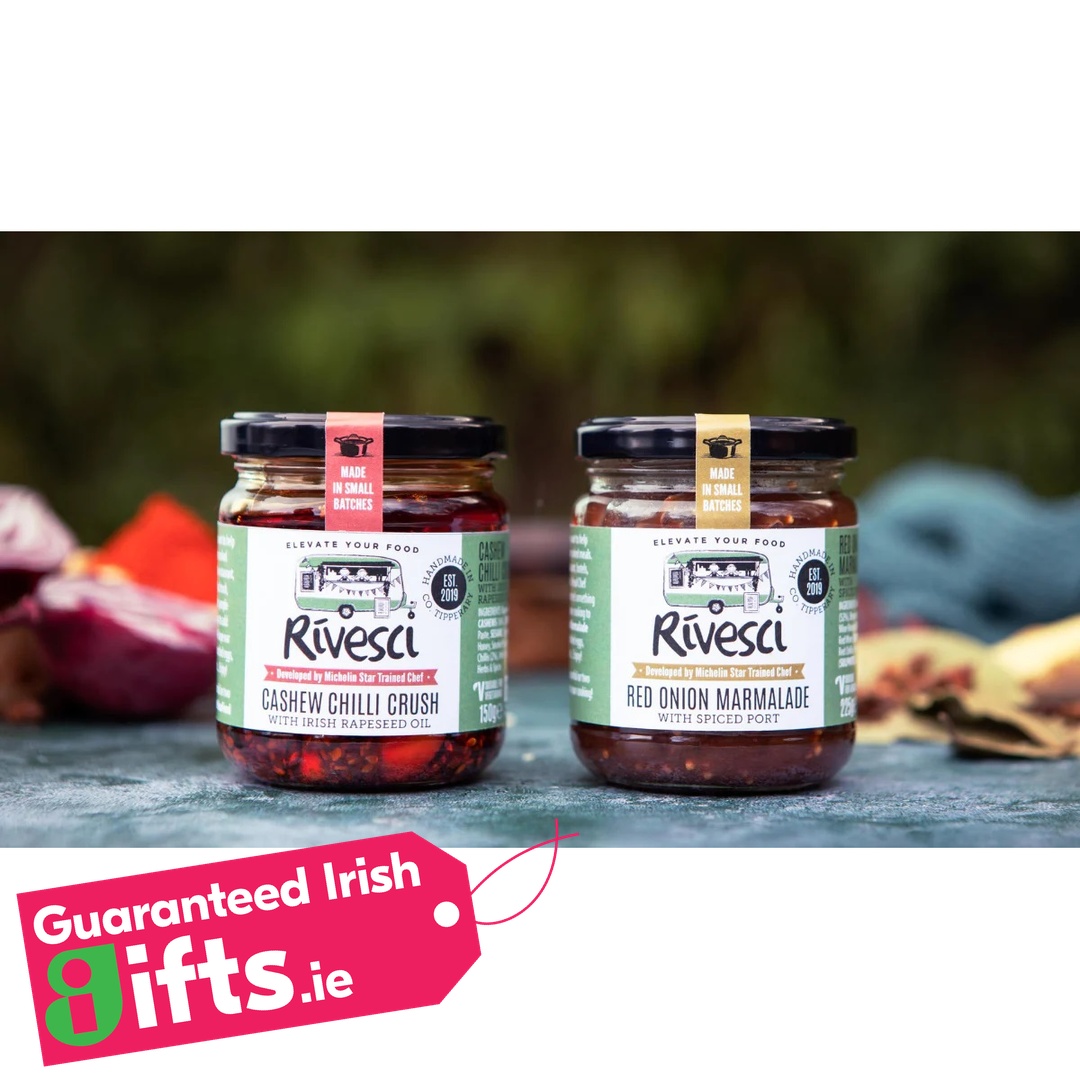 MADE
IN SMALL
BATCHES
ELEVATE YOUR FOOD
HANDMADE IN
CO. TIPPERARY
EST.
2019
Rívesci
Developed by Michelin Star Trained Chef
CASHEW CHILLI CRUSH
WITH IRISH RAPESEED OIL
CASHEW
CHILLI
150g
MADE
IN SMALL
BATCHES
ELEVATE YOUR FOOD
HANDMADE IN
CO. TIPPERARY
EST.
2019
Rívesci
Developed by Michelin Star Trained Chef
RED ONION MARMALADE
WITH SPICED PORT
RED
Guaranteed Irish
gifts.ie